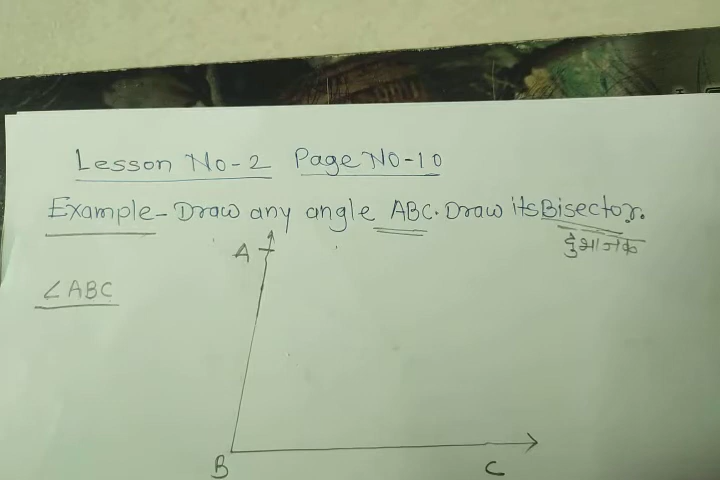 Lesson No-2 Page No-10
Example- Draw any angle ABC. Draw its Bisector.
दुभाजक
A
∠ABC
B
C